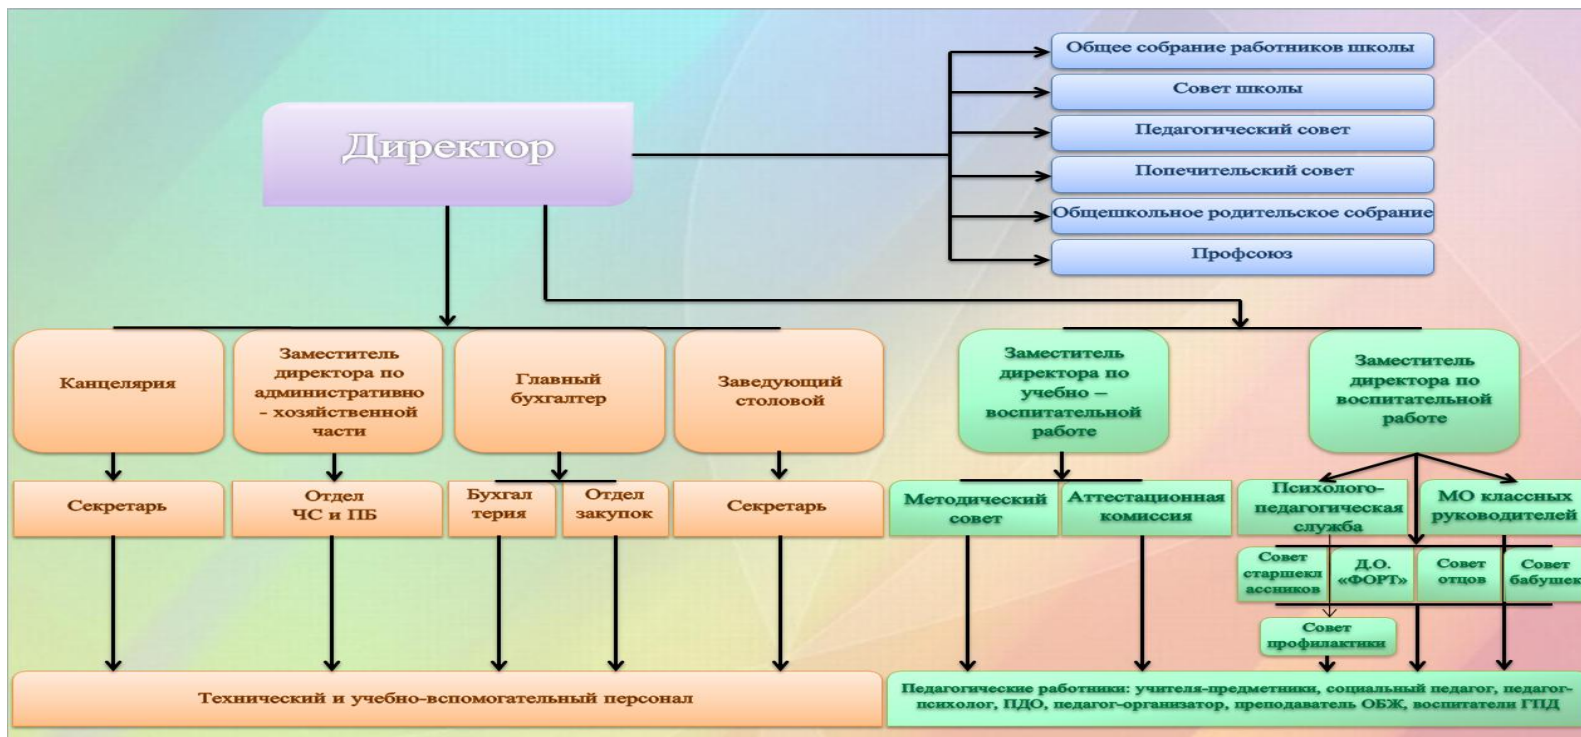 Директор
Общее собрание работников школы
Совет школы
Педагогический совет
Попечительский совет
Общешкольное родительское собрание
Профсоюз
Канцелярия
Заместитель
директора по
административно
- хозяйственной
части
Главный
бухгалтер
Заведующий
столовой
Заместитель
директора по
учебно –
воспитательной
работе
Заместитель
директора по
воспитательной
работе
Секретарь
Отдел
ЧС и ПБ
Бухгал
терия
Отдел
закупок
Секретарь
Методический
совет
Аттестационная
комиссия
Психолого-
педагогическая
служба
МО классных
руководителей
Совет
старшекл
ассников
Д.О.
«ФОРТ»
Совет
отцов
Совет
бабушек
Совет
профилактики
Технический и учебно-вспомогательный персонал
Педагогические работники: учителя-предметники, социальный педагог, педагог-
психолог, ПДО, педагог-организатор, преподаватель ОБЖ, воспитатели ГПД